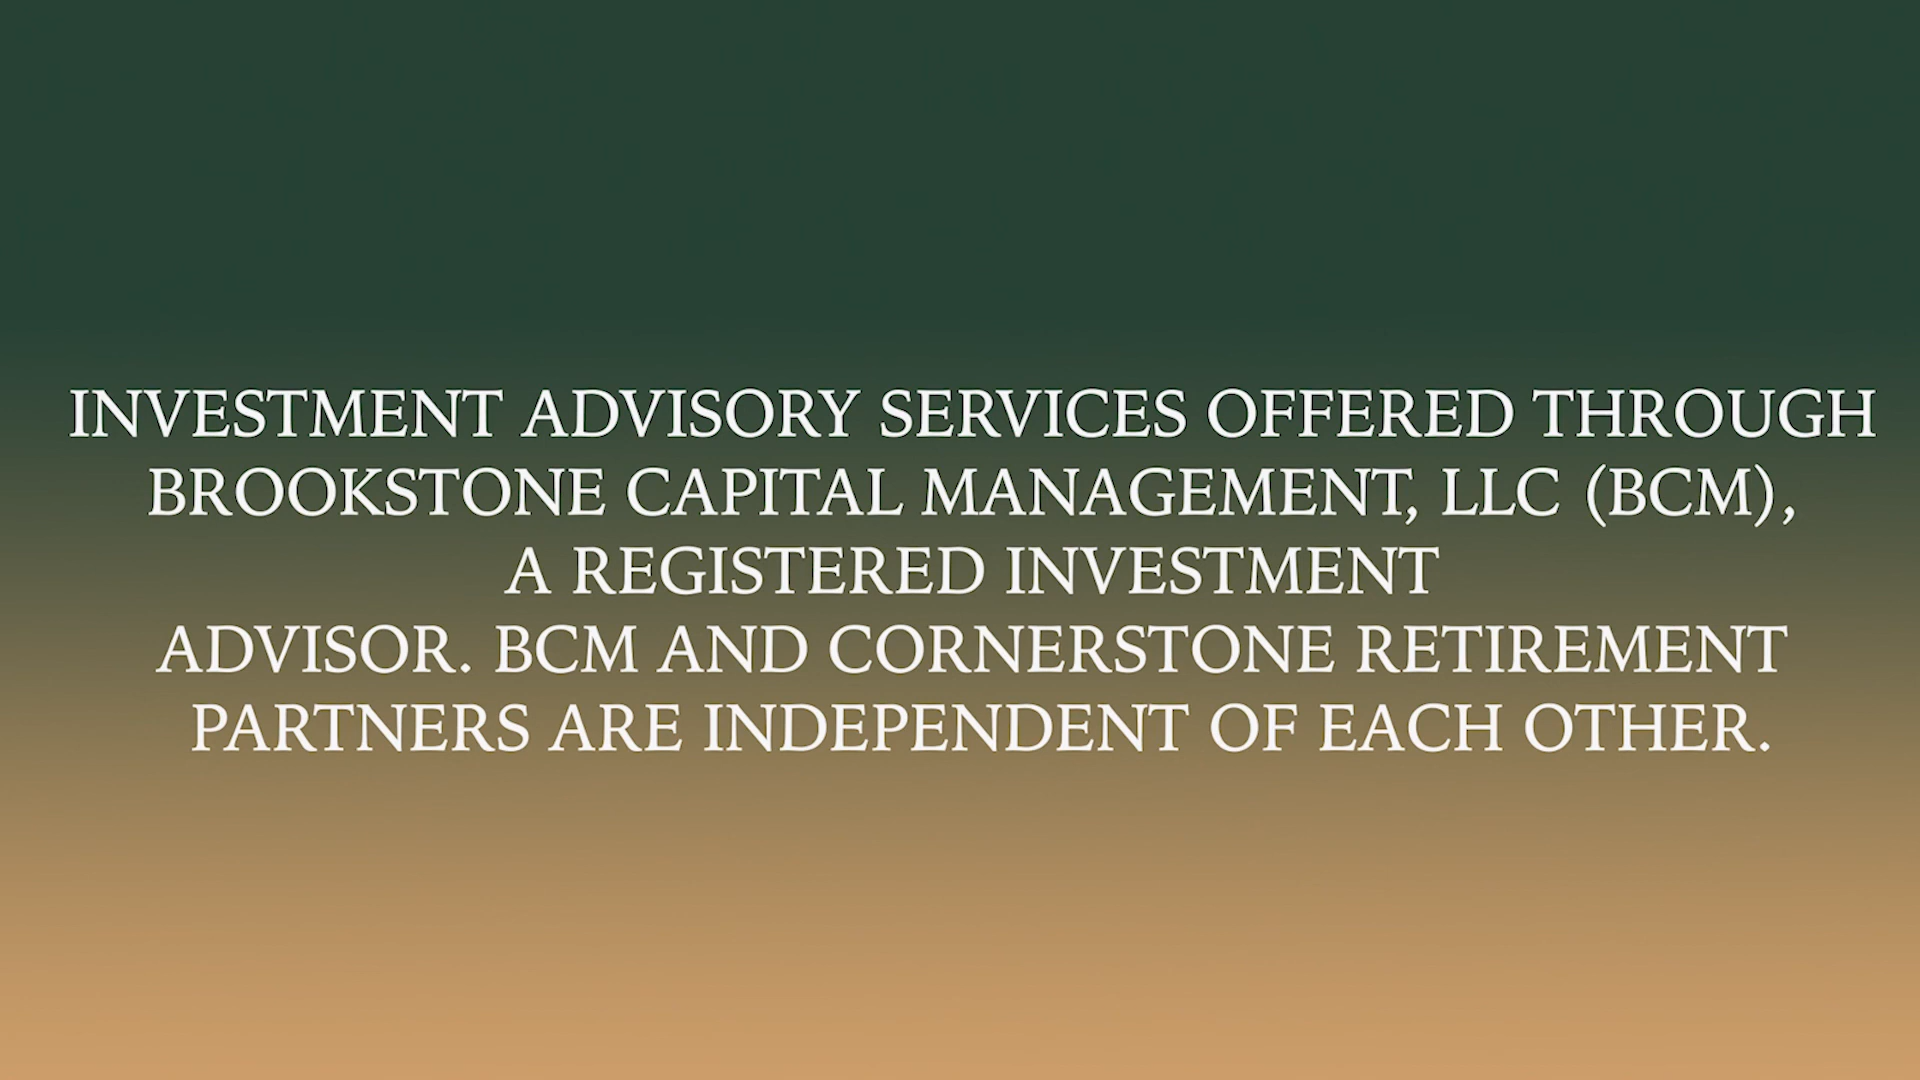 INVESTMENT ADVISORY SERVICES OFFERED THROUGH
BROOKSTONE CAPITAL MANAGEMENT, LLC (BCM),
A REGISTERED INVESTMENT
ADVISOR. BCM AND CORNERSTONE RETIREMENT
PARTNERS ARE INDEPENDENT OF EACH OTHER.